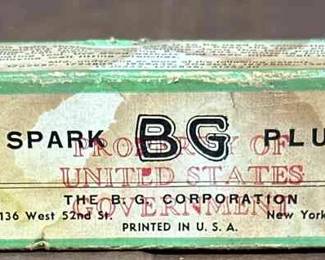 SPARK BG PLU
PROPERTY OF
UNITED STATES
GOVERNMENT
THE B. G. CORPORATION
136 West 52nd St. New York
PRINTED IN U. S. A.